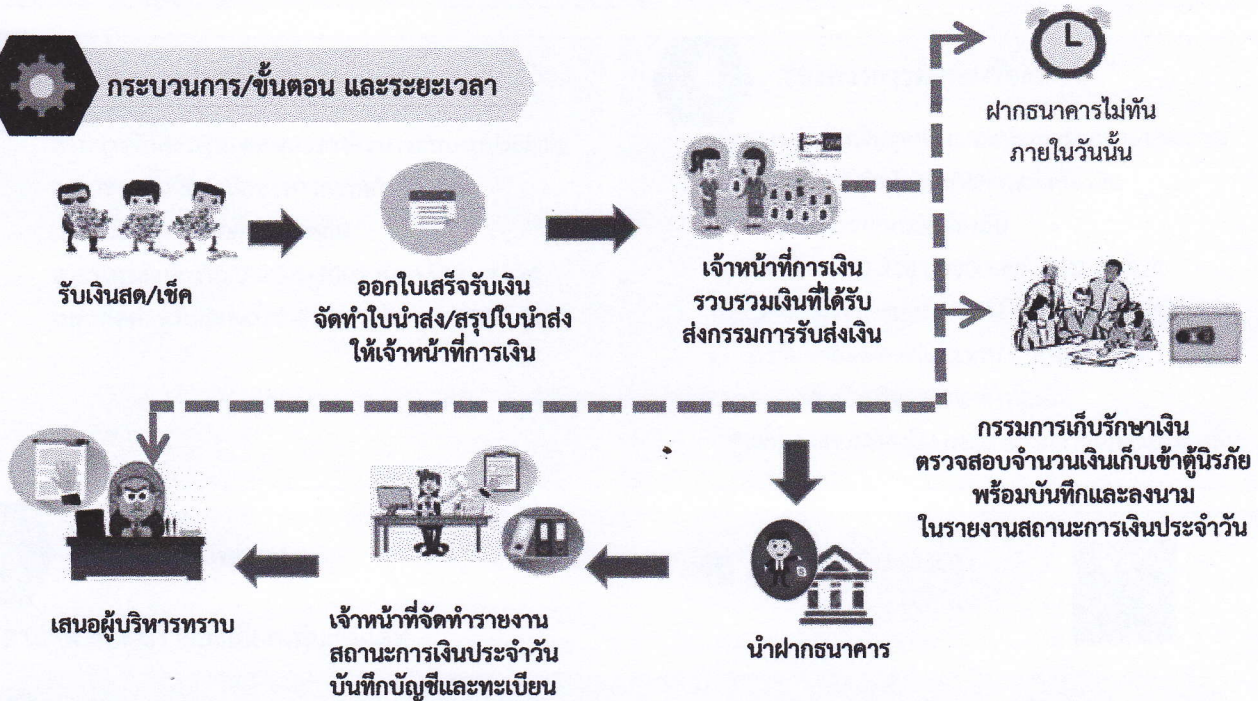 กระบวนการ/ขั้นตอน และระยะเวลา
รับเงินสด/เช็ค
ออกใบเสร็จรับเงิน
จัดทำใบนำส่ง/สรุปใบนำส่ง
ให้เจ้าหน้าที่การเงิน
เจ้าหน้าที่การเงิน
รวบรวมเงินที่ได้รับ
ส่งกรรมการรับส่งเงิน
ฝากธนาคารไม่ทัน
ภายในวันนั้น
กรรมการเก็บรักษาเงิน
ตรวจสอบจำนวนเงินเก็บเข้าตู้นิรภัย
พร้อมบันทึกและลงนาม
ในรายงานสถานะการเงินประจำวัน
นำฝากธนาคาร
เจ้าหน้าที่จัดทำรายงาน
สถานะการเงินประจำวัน
บันทึกบัญชีและทะเบียน
เสนอผู้บริหารทราบ